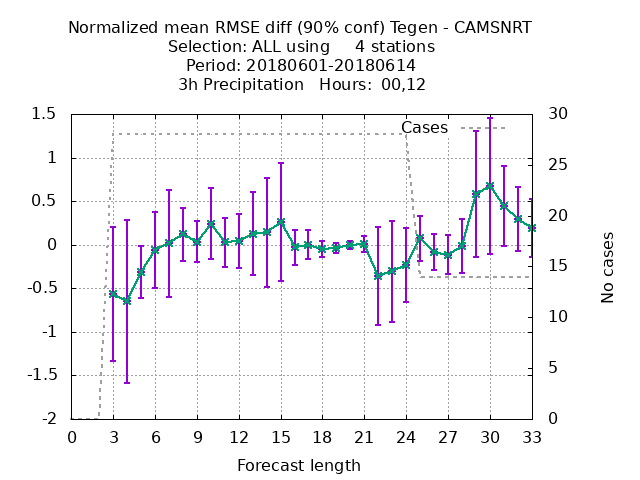 Normalized mean RMSE diff (90% conf) Tegen - CAMSNRT
Selection: ALL using 4 stations
Period: 20180601-20180614
3h Precipitation Hours: 00,12
1.5
1
0.5
0
-0.5
-1
-1.5
-2
Cases
30
25
20
15
10
5
0
No cases
0 3 6 9 12 15 18 21 24 27 30 33
Forecast length